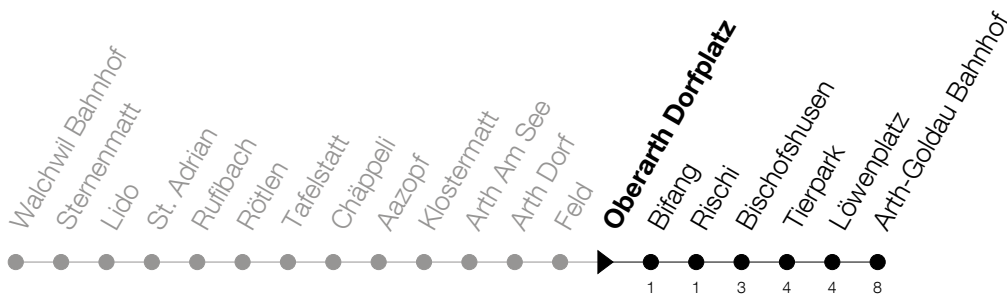 Walchwil Bahnhof
Sternenmatt
Lido
St. Adrian
Rufibach
Rötlen
Tafelstatt
Chäppeli
Aazopf
Klostermatt
Arth Am See
Arth Dorf
Feld
Oberarth Dorfplatz
Bifang
Rischi
Bischofshusen
Tierpark
Löwenplatz
Arth-Goldau Bahnhof
1 1 3 4 4 8